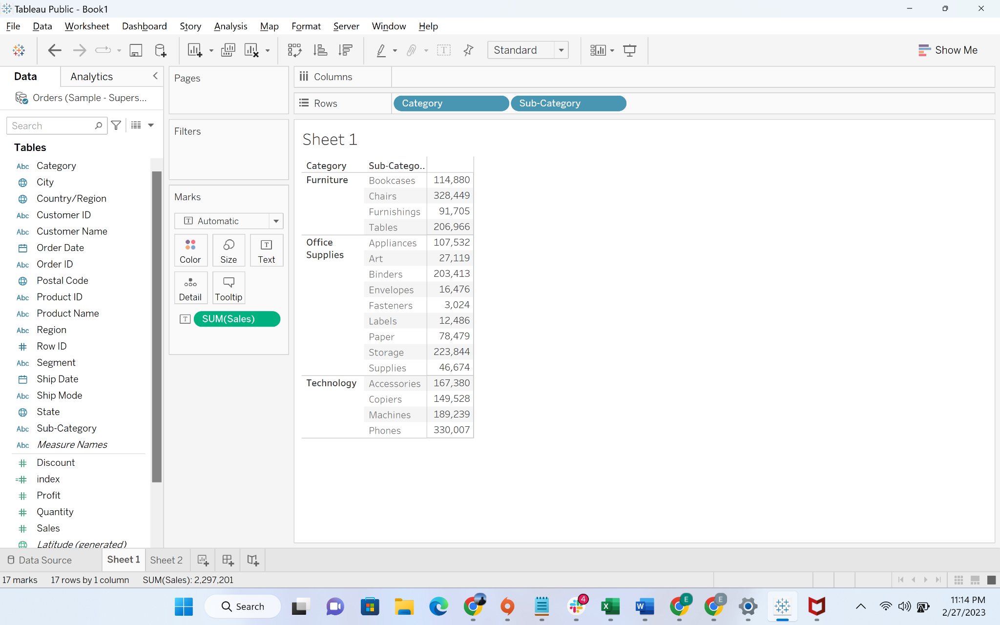 Tableau Public - Book1
File Data Worksheet Dashboard Story Analysis Map Format Server Window Help
Standard
Show Me
Data Analytics
Orders (Sample - Supers...
Search
Tables
Abc Category
City
Country/Region
Abc Customer ID
Abc Customer Name
Order Date
Abc Order ID
Postal Code
Abc Product ID
Abc Product Name
Abc Region
Row ID
Abc Segment
Ship Date
Abc Ship Mode
State
Abc Sub-Category
Abc Measure Names
Discount
index
Profit
Quantity
Sales
Latitude (generated)
Pages
Filters
Marks
Automatic
Color Size Text
Detail Tooltip
SUM(Sales)
Columns
Rows Category Sub-Category
Sheet 1
Category Sub-Catego..
Furniture Bookcases 114,880
Chairs 328,449
Furnishings 91,705
Tables 206,966
Office Supplies Appliances 107,532
Art 27,119
Binders 203,413
Envelopes 16,476
Fasteners 3,024
Labels 12,486
Paper 78,479
Storage 223,844
Supplies 46,674
Technology Accessories 167,380
Copiers 149,528
Machines 189,239
Phones 330,007
Data Source Sheet 1 Sheet 2
17 marks 17 rows by 1 column SUM(Sales): 2,297,201
Search
4
X
W
E
E
11:14 PM
2/27/2023